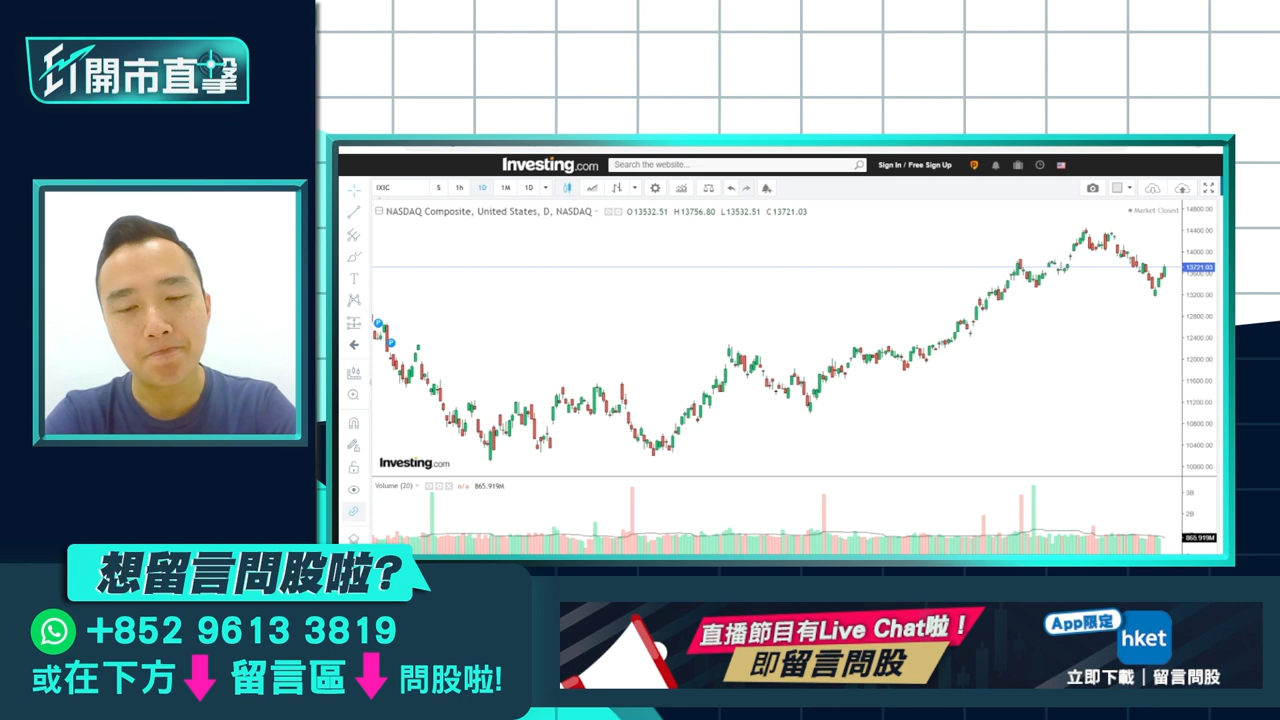 ET開市直擊
Investing.com
Search the website...
Sign In / Free Sign Up
IXIC
5
1h
1D
1M
1D
NASDAQ Composite, United States, D, NASDAQ
O13532.51 H13756.80 L13532.51 C13721.03
Market Closed
14800.00
14400.00
14000.00
13721.03
13600.00
13200.00
12800.00
12400.00
12000.00
11600.00
11200.00
10800.00
10400.00
10000.00
Investing.com
Volume (20)
n/a 865.919M
3B
2B
865.919M
想留言問股啦?
+852 9613 3819
或在下方 留言區 問股啦!
直播節目有Live Chat啦!
即留言問股
App限定
hket
立即下載|留言問股